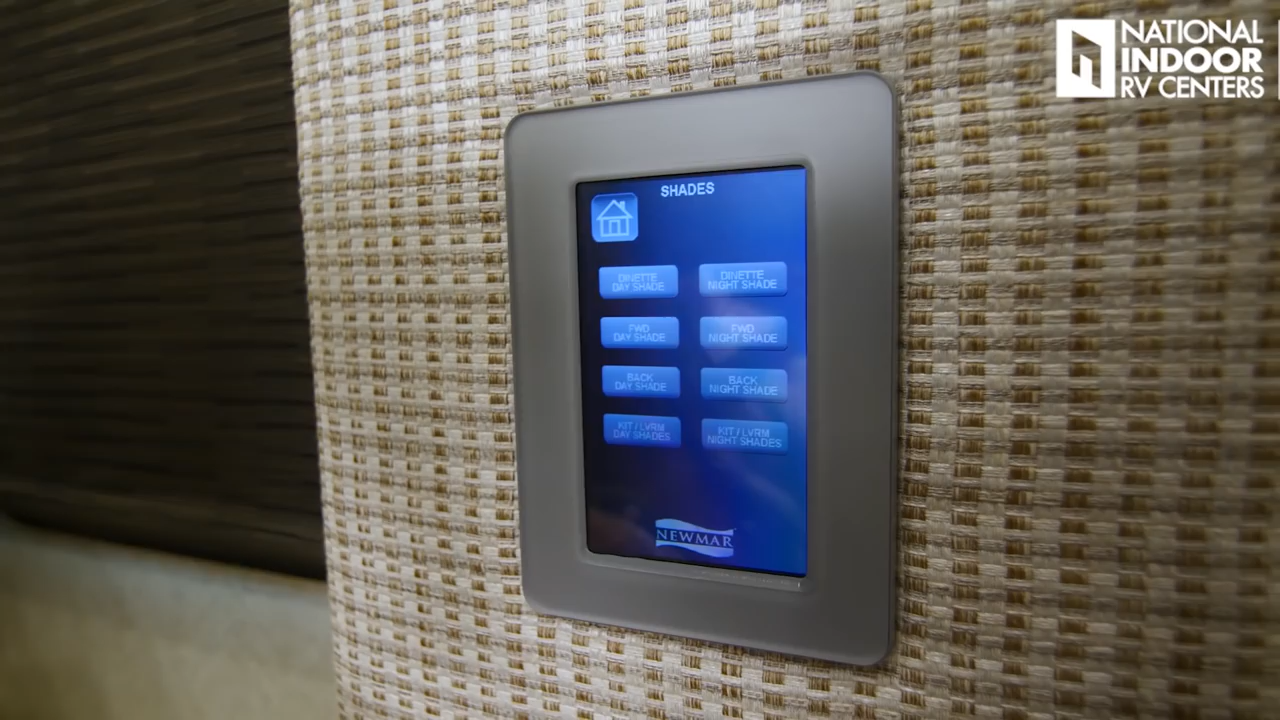 NATIONAL
INDOOR
RV CENTERS
SHADES
DINETTE
DAY SHADE
DINETTE
NIGHT SHADE
FWD
DAY SHADE
FWD
NIGHT SHADE
BACK
DAY SHADE
BACK
NIGHT SHADE
KIT / LVRM
DAY SHADES
KIT / LVRM
NIGHT SHADES
NEWMAR